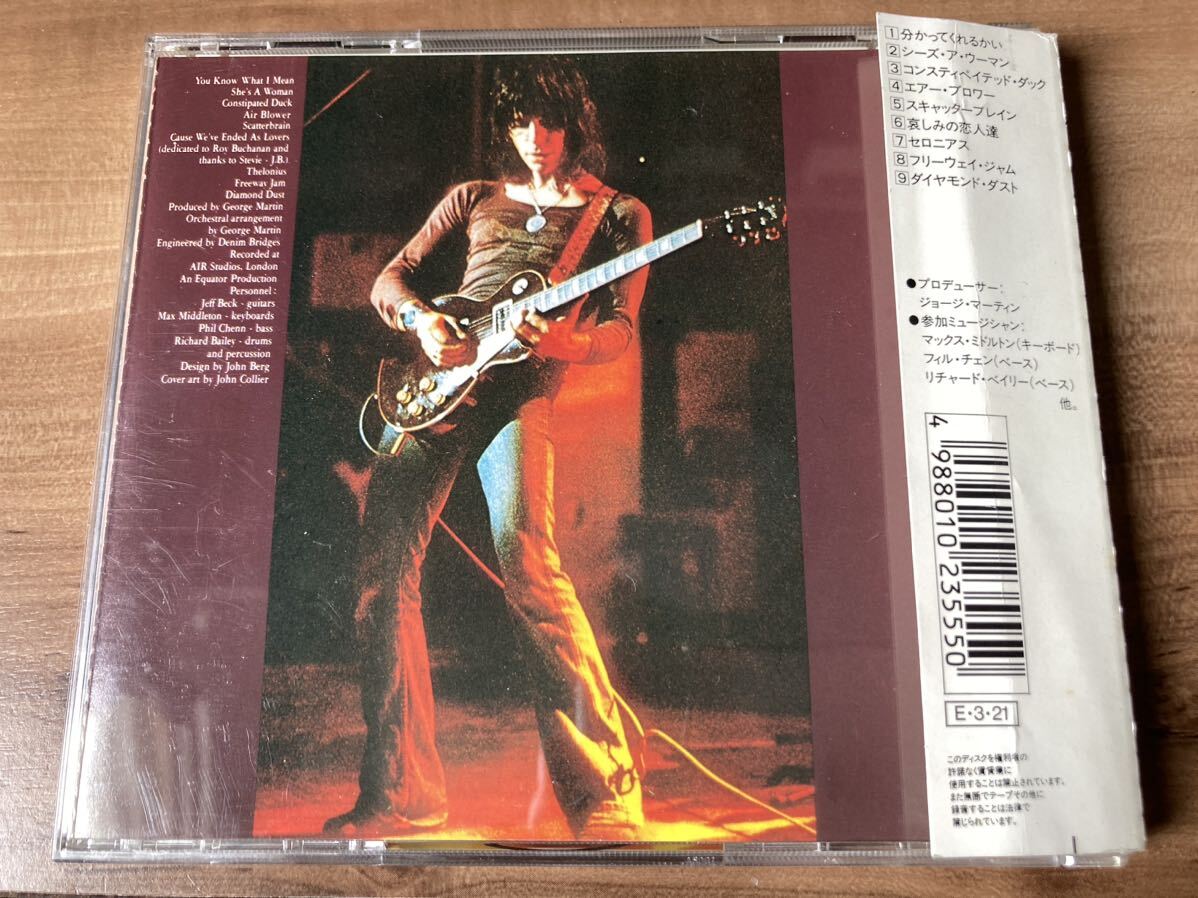 You Know What I Mean
She's A Woman
Constipated Duck
Air Blower
Scatterbrain
Cause We've Ended As Lovers
(dedicated to Roy Buchanan and
thanks to Stevie - J.B.)
Thelonius
Freeway Jam
Diamond Dust
Produced by George Martin
Orchestral arrangement
by George Martin
Engineered by Denim Bridges
Recorded at
AIR Studios, London
An Equator Production
Personnel:
Jeff Beck - guitars
Max Middleton - keyboards
Phil Chenn - bass
Richard Bailey - drums
and percussion
Design by John Berg
Cover art by John Collier
1 分かってくれるかい
2 シーズ・ア・ウーマン
3 コンスティペイテッド・ダック
4 エアー・ブロワー
5 スキャッターブレイン
6 哀しみの恋人達
7 セロニアス
8 フリーウェイ・ジャム
9 ダイヤモンド・ダスト
●プロデューサー:
ジョージ・マーティン
●参加ミュージシャン:
マックス・ミドルトン(キーボード)
フィル・チェン(ベース)
リチャード・ベイリー(ベース)
他。
4 988010 235550
E・3・21
このディスクを権利者の
許諾なく賃貸業に
使用することは禁止されています。
また無断でテープその他に
録音することは法律で
禁じられています。